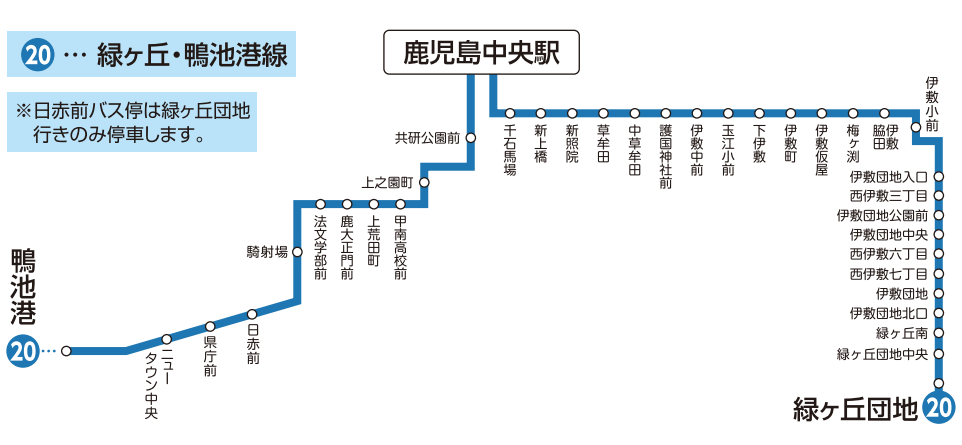 20 … 緑ヶ丘・鴨池港線
※日赤前バス停は緑ヶ丘団地
行きのみ停車します。
鹿児島中央駅
共研公園前
上之園町
甲南高校前
上荒田町
鹿大正門前
法文学部前
騎射場
日赤前
県庁前
ニュー
タウン中央
鴨池港
20
千石馬場
新上橋
新照院
草牟田
中草牟田
護国神社前
伊敷中前
玉江小前
下伊敷
伊敷町
伊敷仮屋
梅ヶ渕
伊敷
脇田
伊敷小前
伊敷団地入口
西伊敷三丁目
伊敷団地公園前
伊敷団地中央
西伊敷六丁目
西伊敷七丁目
伊敷団地
伊敷団地北口
緑ヶ丘南
緑ヶ丘団地中央
緑ヶ丘団地 20